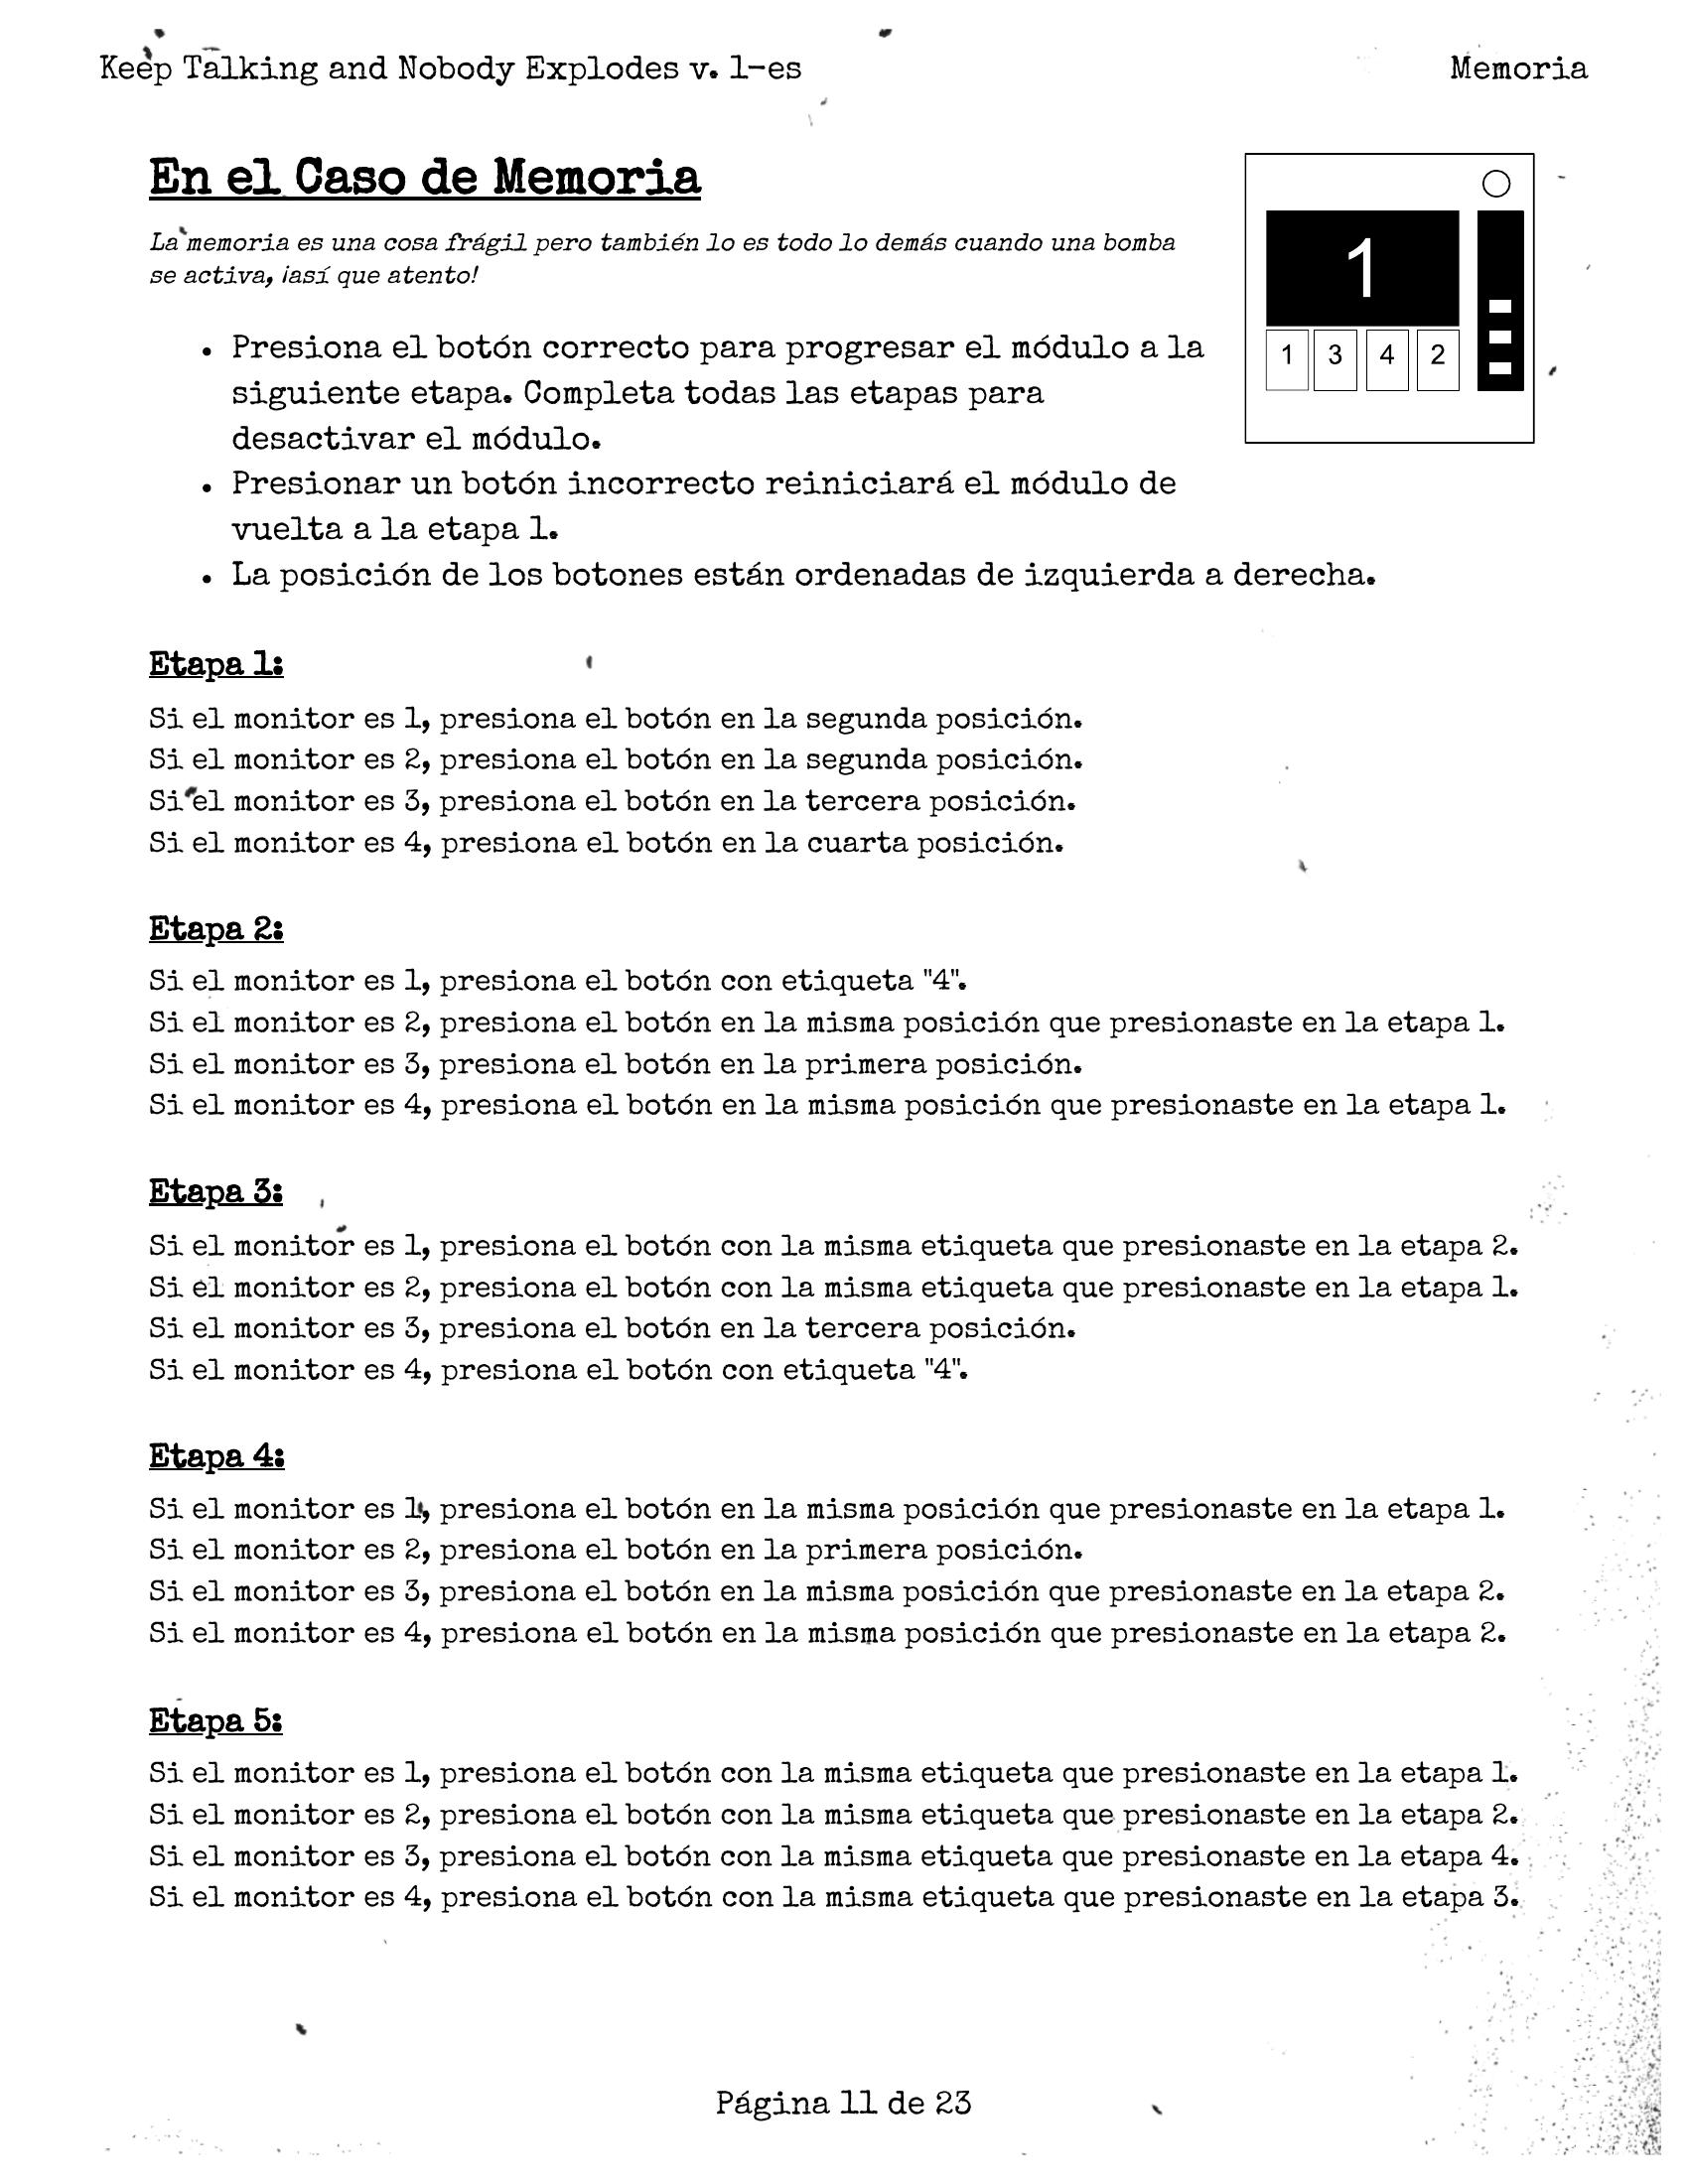 Keep Talking and Nobody Explodes v. 1-es
Memoria
En el Caso de Memoria
La memoria es una cosa frágil pero también lo es todo lo demás cuando una bomba
se activa, ¡así que atento!
1
1 3 4 2
• Presiona el botón correcto para progresar el módulo a la
siguiente etapa. Completa todas las etapas para
desactivar el módulo.
• Presionar un botón incorrecto reiniciará el módulo de
vuelta a la etapa 1.
• La posición de los botones están ordenadas de izquierda a derecha.
Etapa 1:
Si el monitor es 1, presiona el botón en la segunda posición.
Si el monitor es 2, presiona el botón en la segunda posición.
Si el monitor es 3, presiona el botón en la tercera posición.
Si el monitor es 4, presiona el botón en la cuarta posición.
Etapa 2:
Si el monitor es 1, presiona el botón con etiqueta "4".
Si el monitor es 2, presiona el botón en la misma posición que presionaste en la etapa 1.
Si el monitor es 3, presiona el botón en la primera posición.
Si el monitor es 4, presiona el botón en la misma posición que presionaste en la etapa 1.
Etapa 3:
Si el monitor es 1, presiona el botón con la misma etiqueta que presionaste en la etapa 2.
Si el monitor es 2, presiona el botón con la misma etiqueta que presionaste en la etapa 1.
Si el monitor es 3, presiona el botón en la tercera posición.
Si el monitor es 4, presiona el botón con etiqueta "4".
Etapa 4:
Si el monitor es 1, presiona el botón en la misma posición que presionaste en la etapa 1.
Si el monitor es 2, presiona el botón en la primera posición.
Si el monitor es 3, presiona el botón en la misma posición que presionaste en la etapa 2.
Si el monitor es 4, presiona el botón en la misma posición que presionaste en la etapa 2.
Etapa 5:
Si el monitor es 1, presiona el botón con la misma etiqueta que presionaste en la etapa 1.
Si el monitor es 2, presiona el botón con la misma etiqueta que presionaste en la etapa 2.
Si el monitor es 3, presiona el botón con la misma etiqueta que presionaste en la etapa 4.
Si el monitor es 4, presiona el botón con la misma etiqueta que presionaste en la etapa 3.
Página 11 de 23